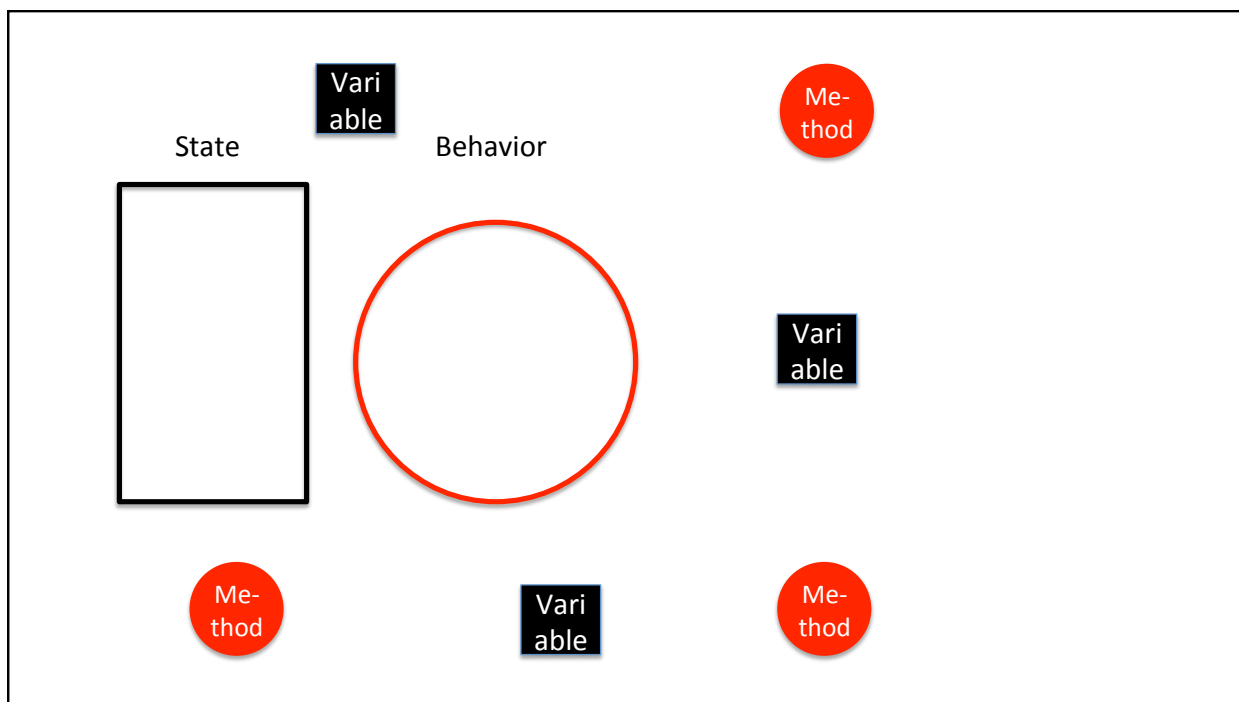 Vari
able
Me-
thod
State
Behavior
Vari
able
Me-
thod
Vari
able
Me-
thod